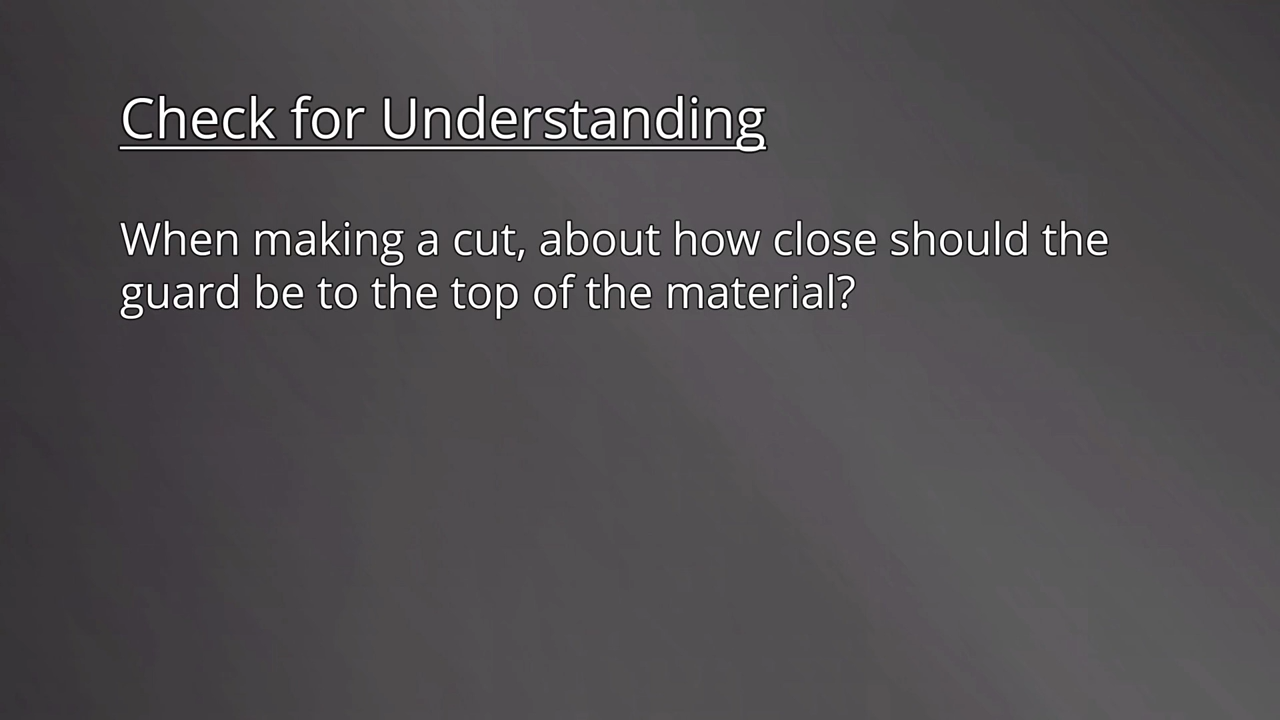 Check for Understanding
When making a cut, about how close should the
guard be to the top of the material?